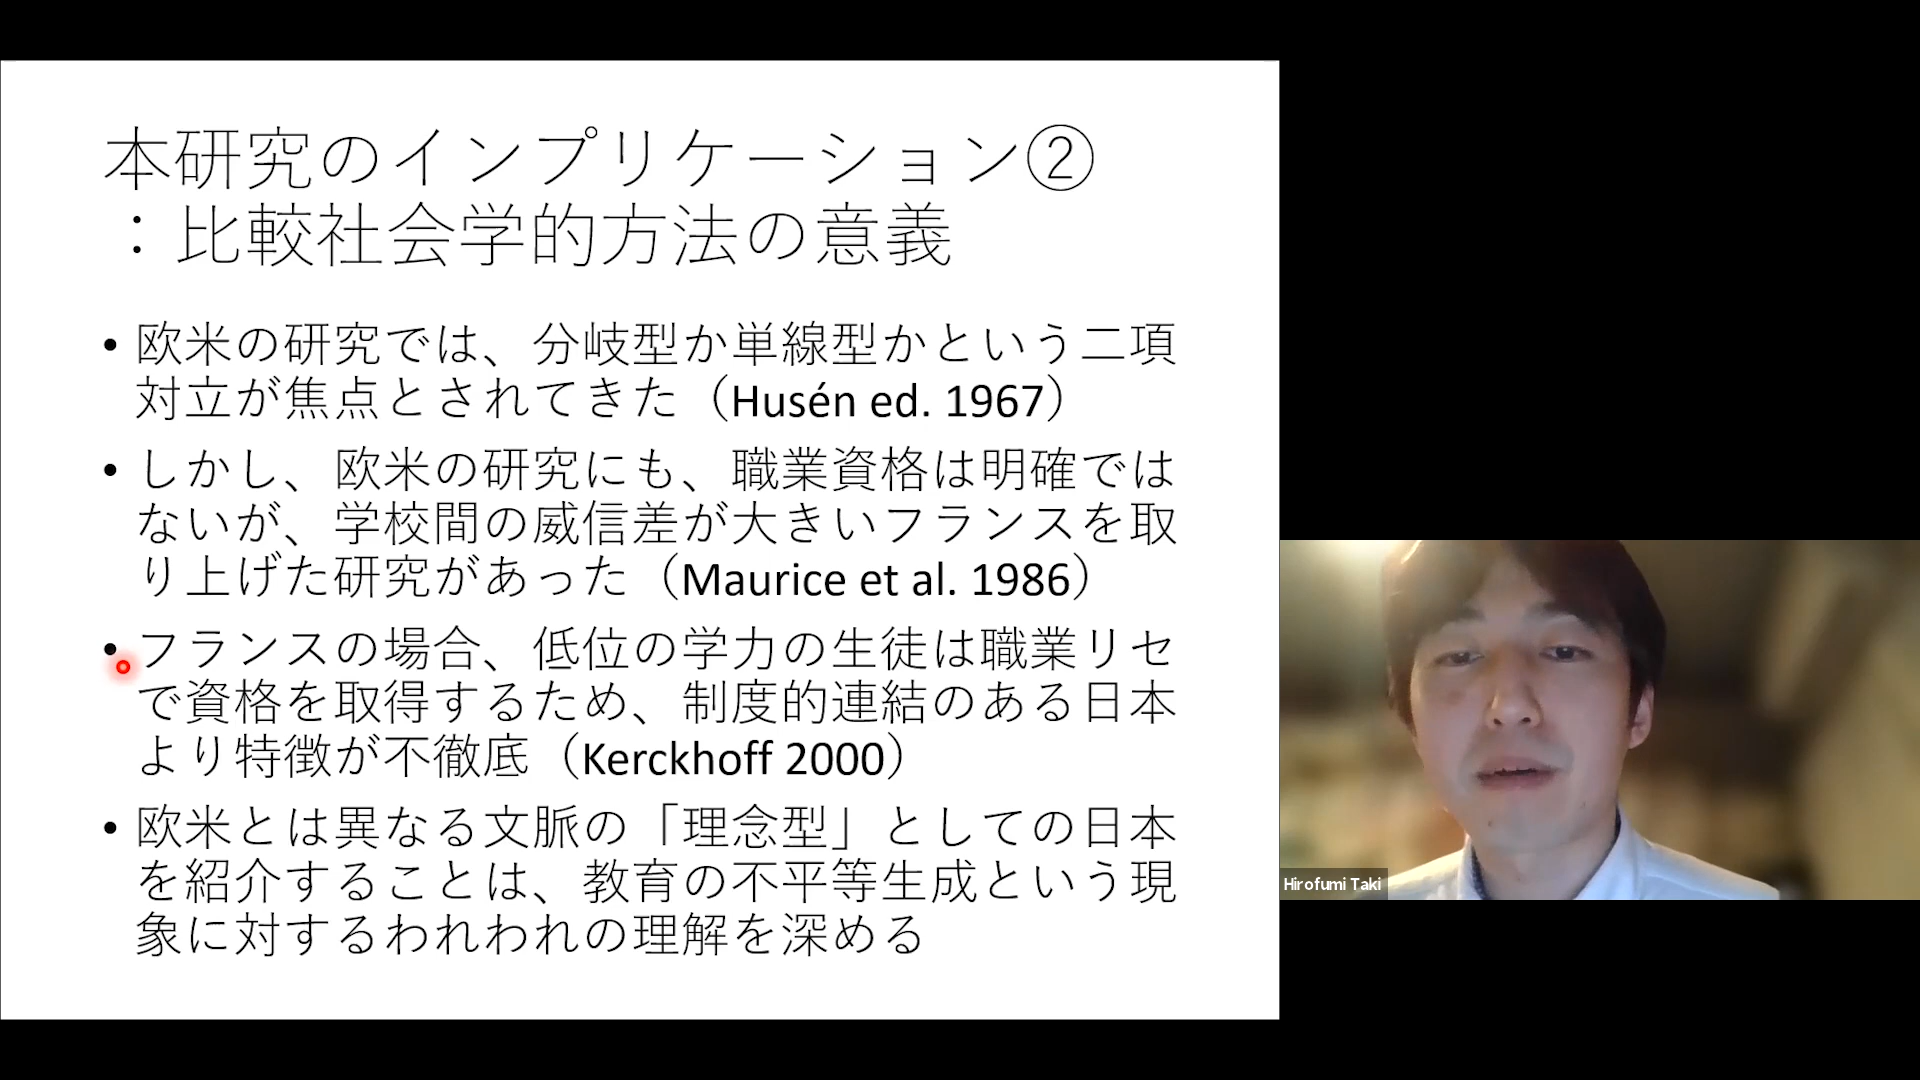 本研究のインプリケーション②
：比較社会学的方法の意義
• 欧米の研究では、分岐型か単線型かという二項
対立が焦点とされてきた（Husén ed. 1967）
• しかし、欧米の研究にも、職業資格は明確では
ないが、学校間の威信差が大きいフランスを取
り上げた研究があった（Maurice et al. 1986）
• フランスの場合、低位の学力の生徒は職業リセ
で資格を取得するため、制度的連結のある日本
より特徴が不徹底（Kerckhoff 2000）
• 欧米とは異なる文脈の「理念型」としての日本
を紹介することは、教育の不平等生成という現
象に対するわれわれの理解を深める
Hirofumi Taki